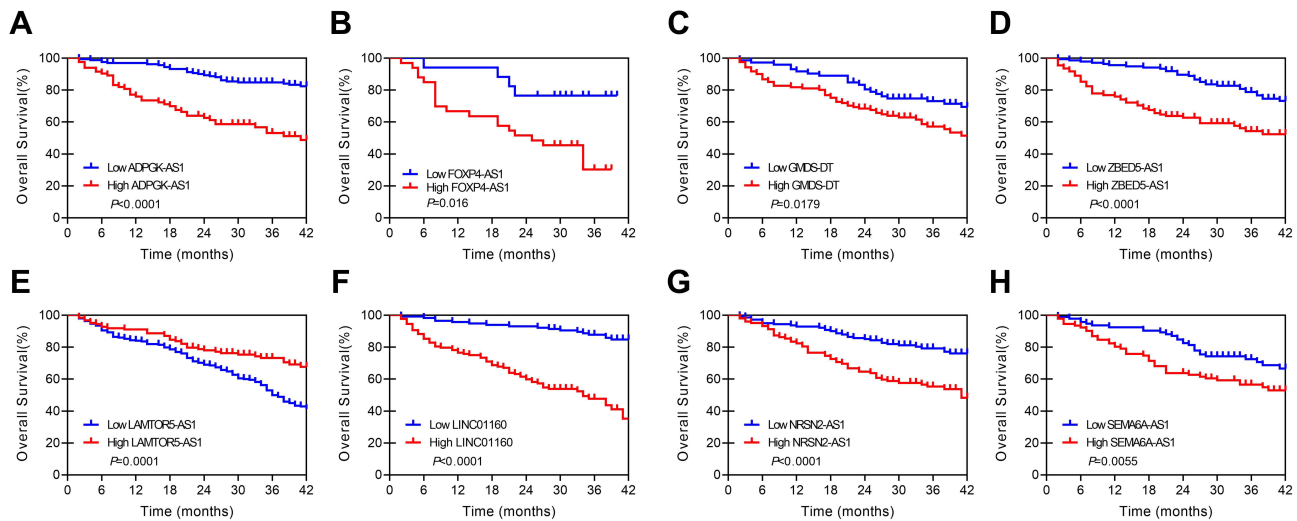 A
Overall Survival(%)
100
80
60
40
20
0
Low ADPGK-AS1
High ADPGK-AS1
P<0.0001
0 6 12 18 24 30 36 42
Time (months)
B
Overall Survival(%)
100
80
60
40
20
0
Low FOXP4-AS1
High FOXP4-AS1
P=0.016
0 6 12 18 24 30 36 42
Time (months)
C
Overall Survival(%)
100
80
60
40
20
0
Low GMDS-DT
High GMDS-DT
P=0.0179
0 6 12 18 24 30 36 42
Time (months)
D
Overall Survival(%)
100
80
60
40
20
0
Low ZBED5-AS1
High ZBED5-AS1
P<0.0001
0 6 12 18 24 30 36 42
Time (months)
E
Overall Survival(%)
100
80
60
40
20
0
Low LAMTOR5-AS1
High LAMTOR5-AS1
P=0.0001
0 6 12 18 24 30 36 42
Time (months)
F
Overall Survival(%)
100
80
60
40
20
0
Low LINC01160
High LINC01160
P<0.0001
0 6 12 18 24 30 36 42
Time (months)
G
Overall Survival(%)
100
80
60
40
20
0
Low NRSN2-AS1
High NRSN2-AS1
P<0.0001
0 6 12 18 24 30 36 42
Time (months)
H
Overall Survival(%)
100
80
60
40
20
0
Low SEMA6A-AS1
High SEMA6A-AS1
P=0.0055
0 6 12 18 24 30 36 42
Time (months)